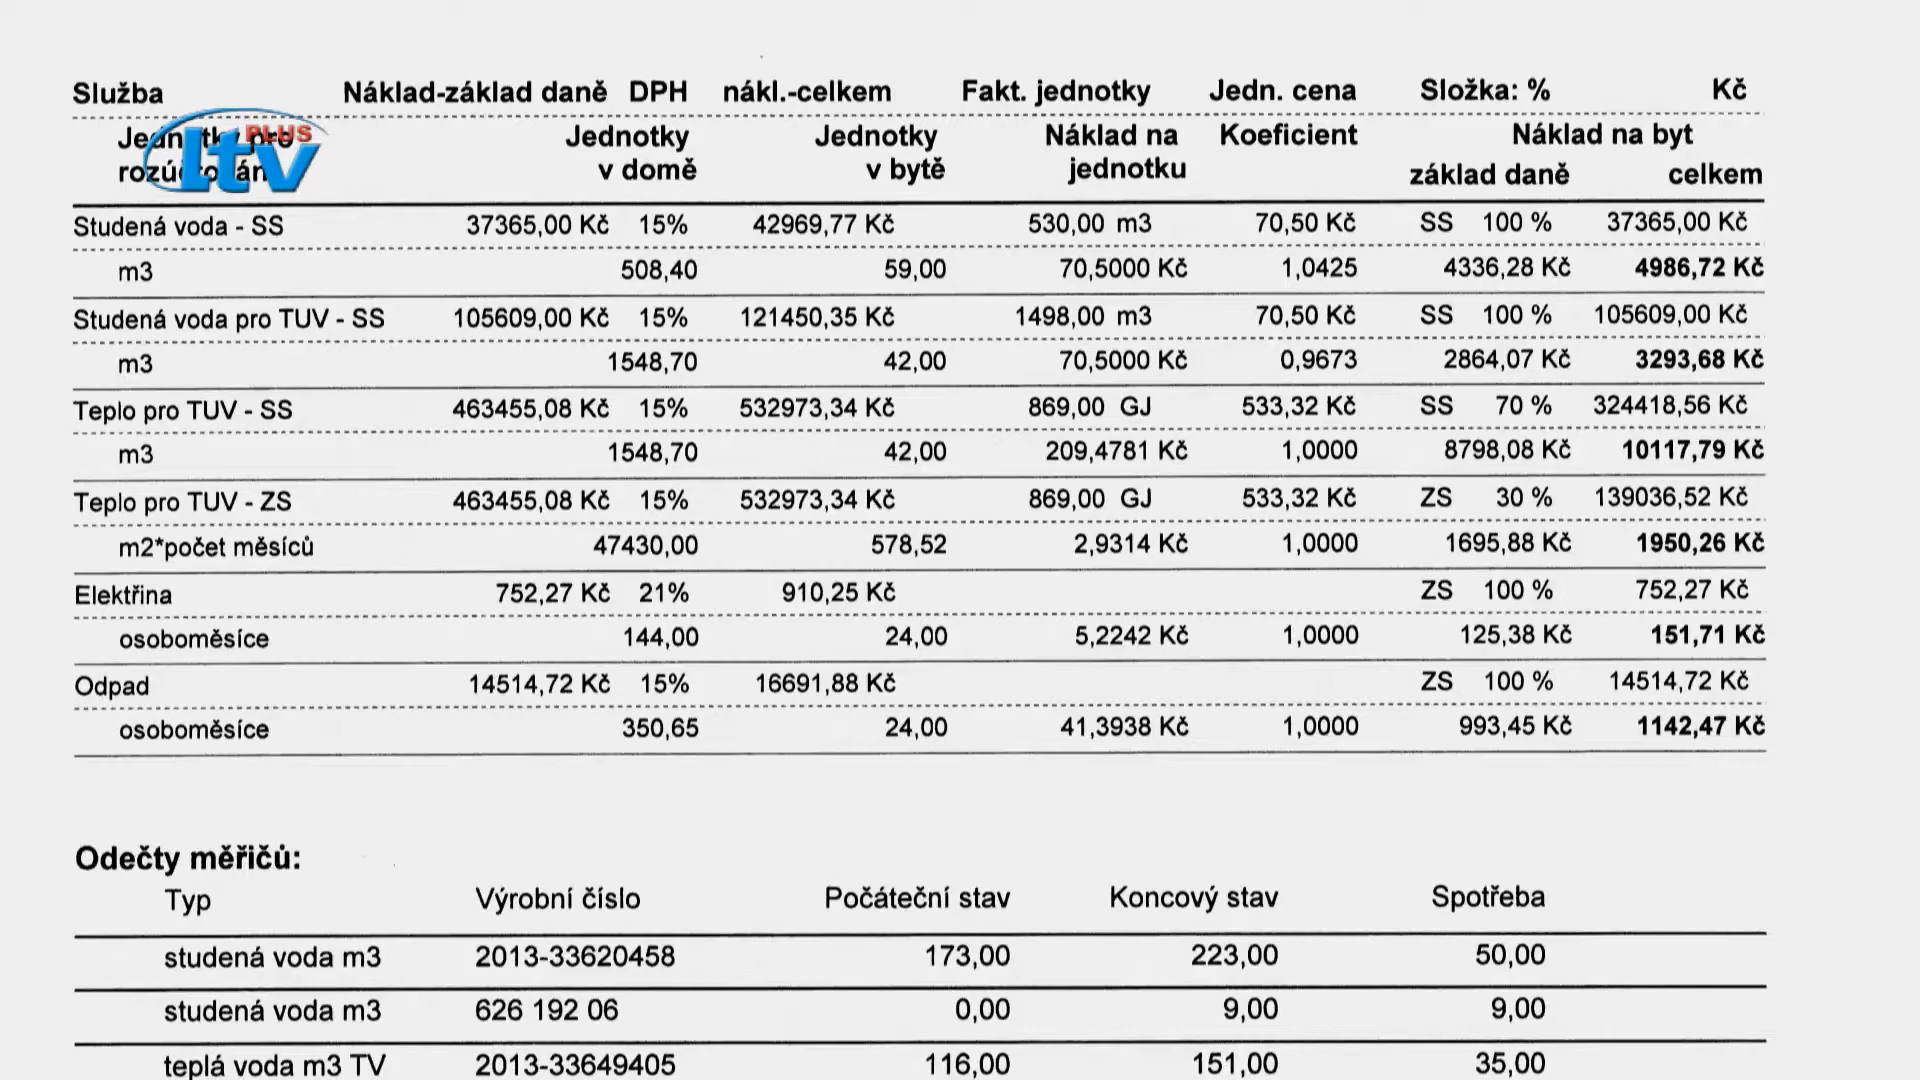 Služba Náklad-základ daně DPH nákl.-celkem Fakt. jednotky Jedn. cena Složka: % Kč
Jednotky pro Jednotky Jednotky Náklad na Koeficient Náklad na byt
v domě v bytě jednotku základ daně celkem
PLUS
ltv
Studená voda - SS 37365,00 Kč 15% 42969,77 Kč 530,00 m3 70,50 Kč SS 100 % 37365,00 Kč
m3 508,40 59,00 70,5000 Kč 1,0425 4336,28 Kč 4986,72 Kč
Studená voda pro TUV - SS 105609,00 Kč 15% 121450,35 Kč 1498,00 m3 70,50 Kč SS 100 % 105609,00 Kč
m3 1548,70 42,00 70,5000 Kč 0,9673 2864,07 Kč 3293,68 Kč
Teplo pro TUV - SS 463455,08 Kč 15% 532973,34 Kč 869,00 GJ 533,32 Kč SS 70 % 324418,56 Kč
m3 1548,70 42,00 209,4781 Kč 1,0000 8798,08 Kč 10117,79 Kč
Teplo pro TUV - ZS 463455,08 Kč 15% 532973,34 Kč 869,00 GJ 533,32 Kč ZS 30 % 139036,52 Kč
m2*počet měsíců 47430,00 578,52 2,9314 Kč 1,0000 1695,88 Kč 1950,26 Kč
Elektřina 752,27 Kč 21% 910,25 Kč ZS 100 % 752,27 Kč
osoboměsíce 144,00 24,00 5,2242 Kč 1,0000 125,38 Kč 151,71 Kč
Odpad 14514,72 Kč 15% 16691,88 Kč ZS 100 % 14514,72 Kč
osoboměsíce 350,65 24,00 41,3938 Kč 1,0000 993,45 Kč 1142,47 Kč
Odečty měřičů:
Typ Výrobní číslo Počáteční stav Koncový stav Spotřeba
studená voda m3 2013-33620458 173,00 223,00 50,00
studená voda m3 626 192 06 0,00 9,00 9,00
teplá voda m3 TV 2013-33649405 116,00 151,00 35,00